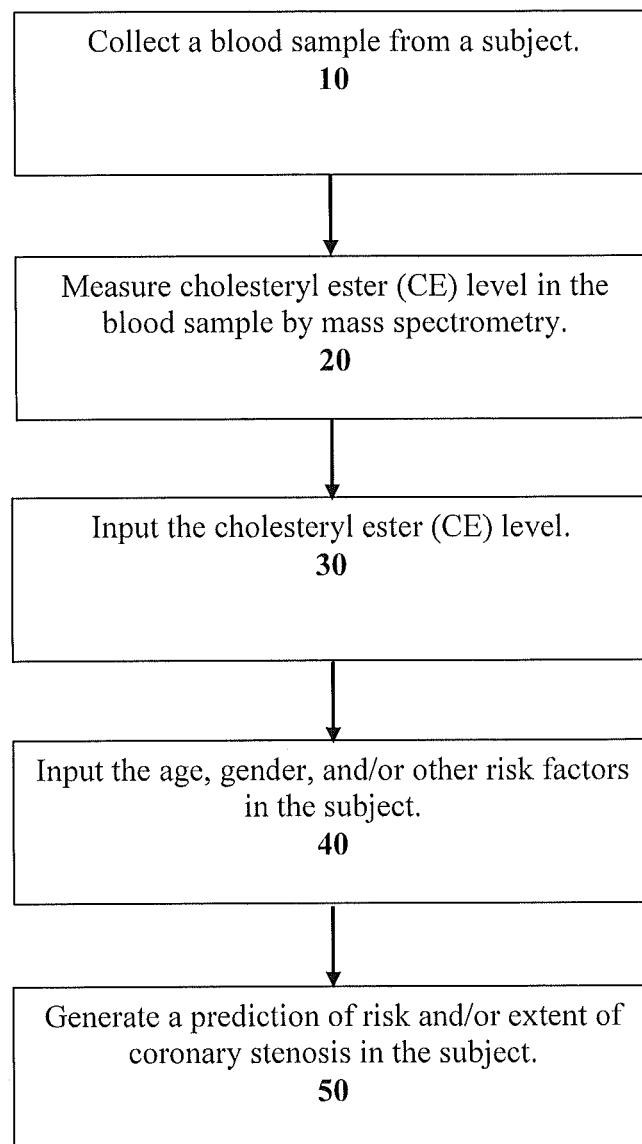 Collect a blood sample from a subject.
10
Measure cholesteryl ester (CE) level in the
blood sample by mass spectrometry.
20
Input the cholesteryl ester (CE) level.
30
Input the age, gender, and/or other risk factors
in the subject.
40
Generate a prediction of risk and/or extent of
coronary stenosis in the subject.
50